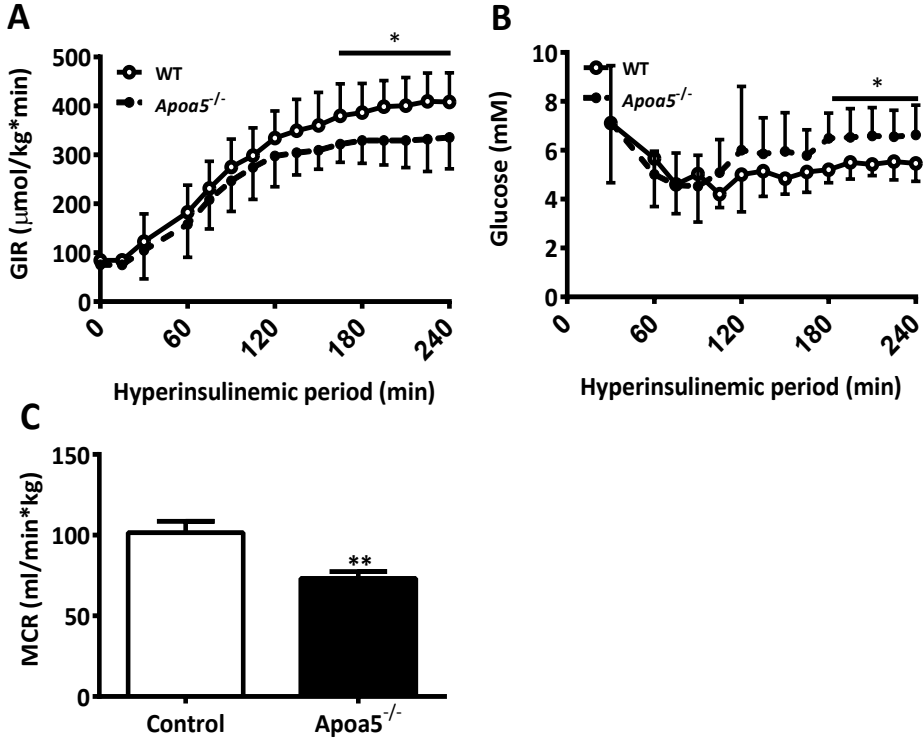 A
*
500
WT
400
Apoa5-/-
300
200
100
0
0
60
120
180
240
GIR (μmol/kg*min)
Hyperinsulinemic period (min)
B
10
WT
*
8
Apoa5-/-
6
4
2
0
0
60
120
180
240
Glucose (mM)
Hyperinsulinemic period (min)
C
150
100
**
50
0
MCR (ml/min*kg)
Control
Apoa5-/-